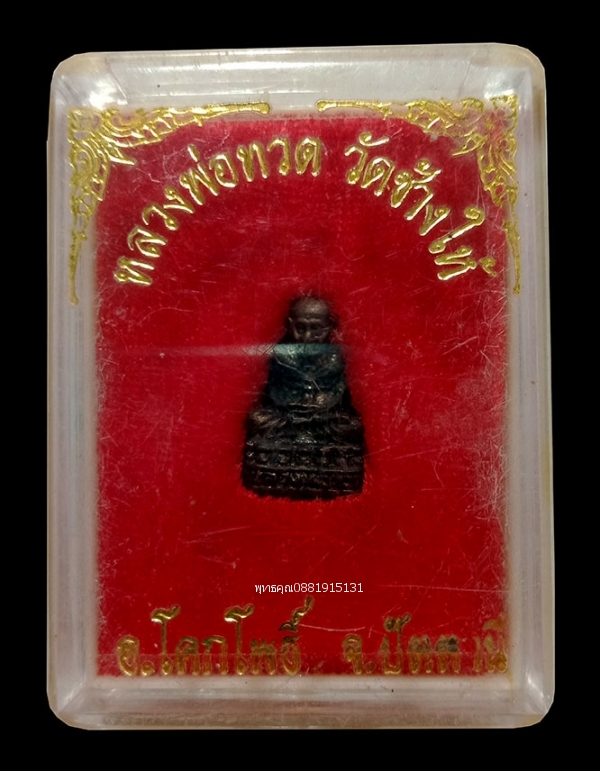 หลวงพ่อทวด วัดช้างให้
พุทธคุณ0881915131
อ.โคกโพธิ์ จ.ปัตตานี